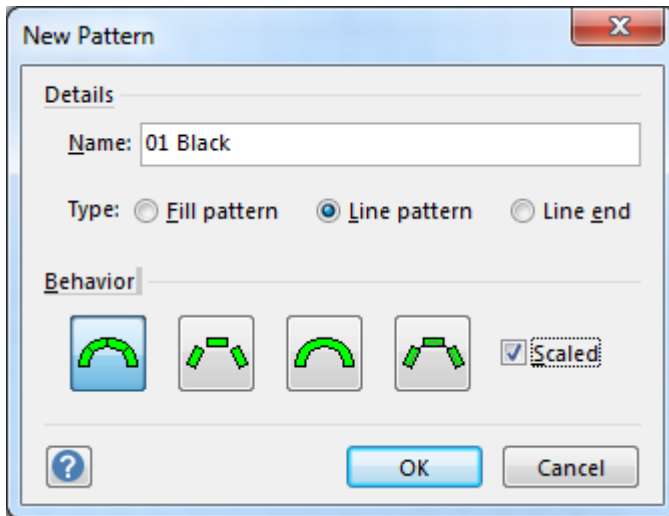 New Pattern
Details
Name: 01 Black
Type: Fill pattern Line pattern Line end
Behavior
Scaled
? OK Cancel